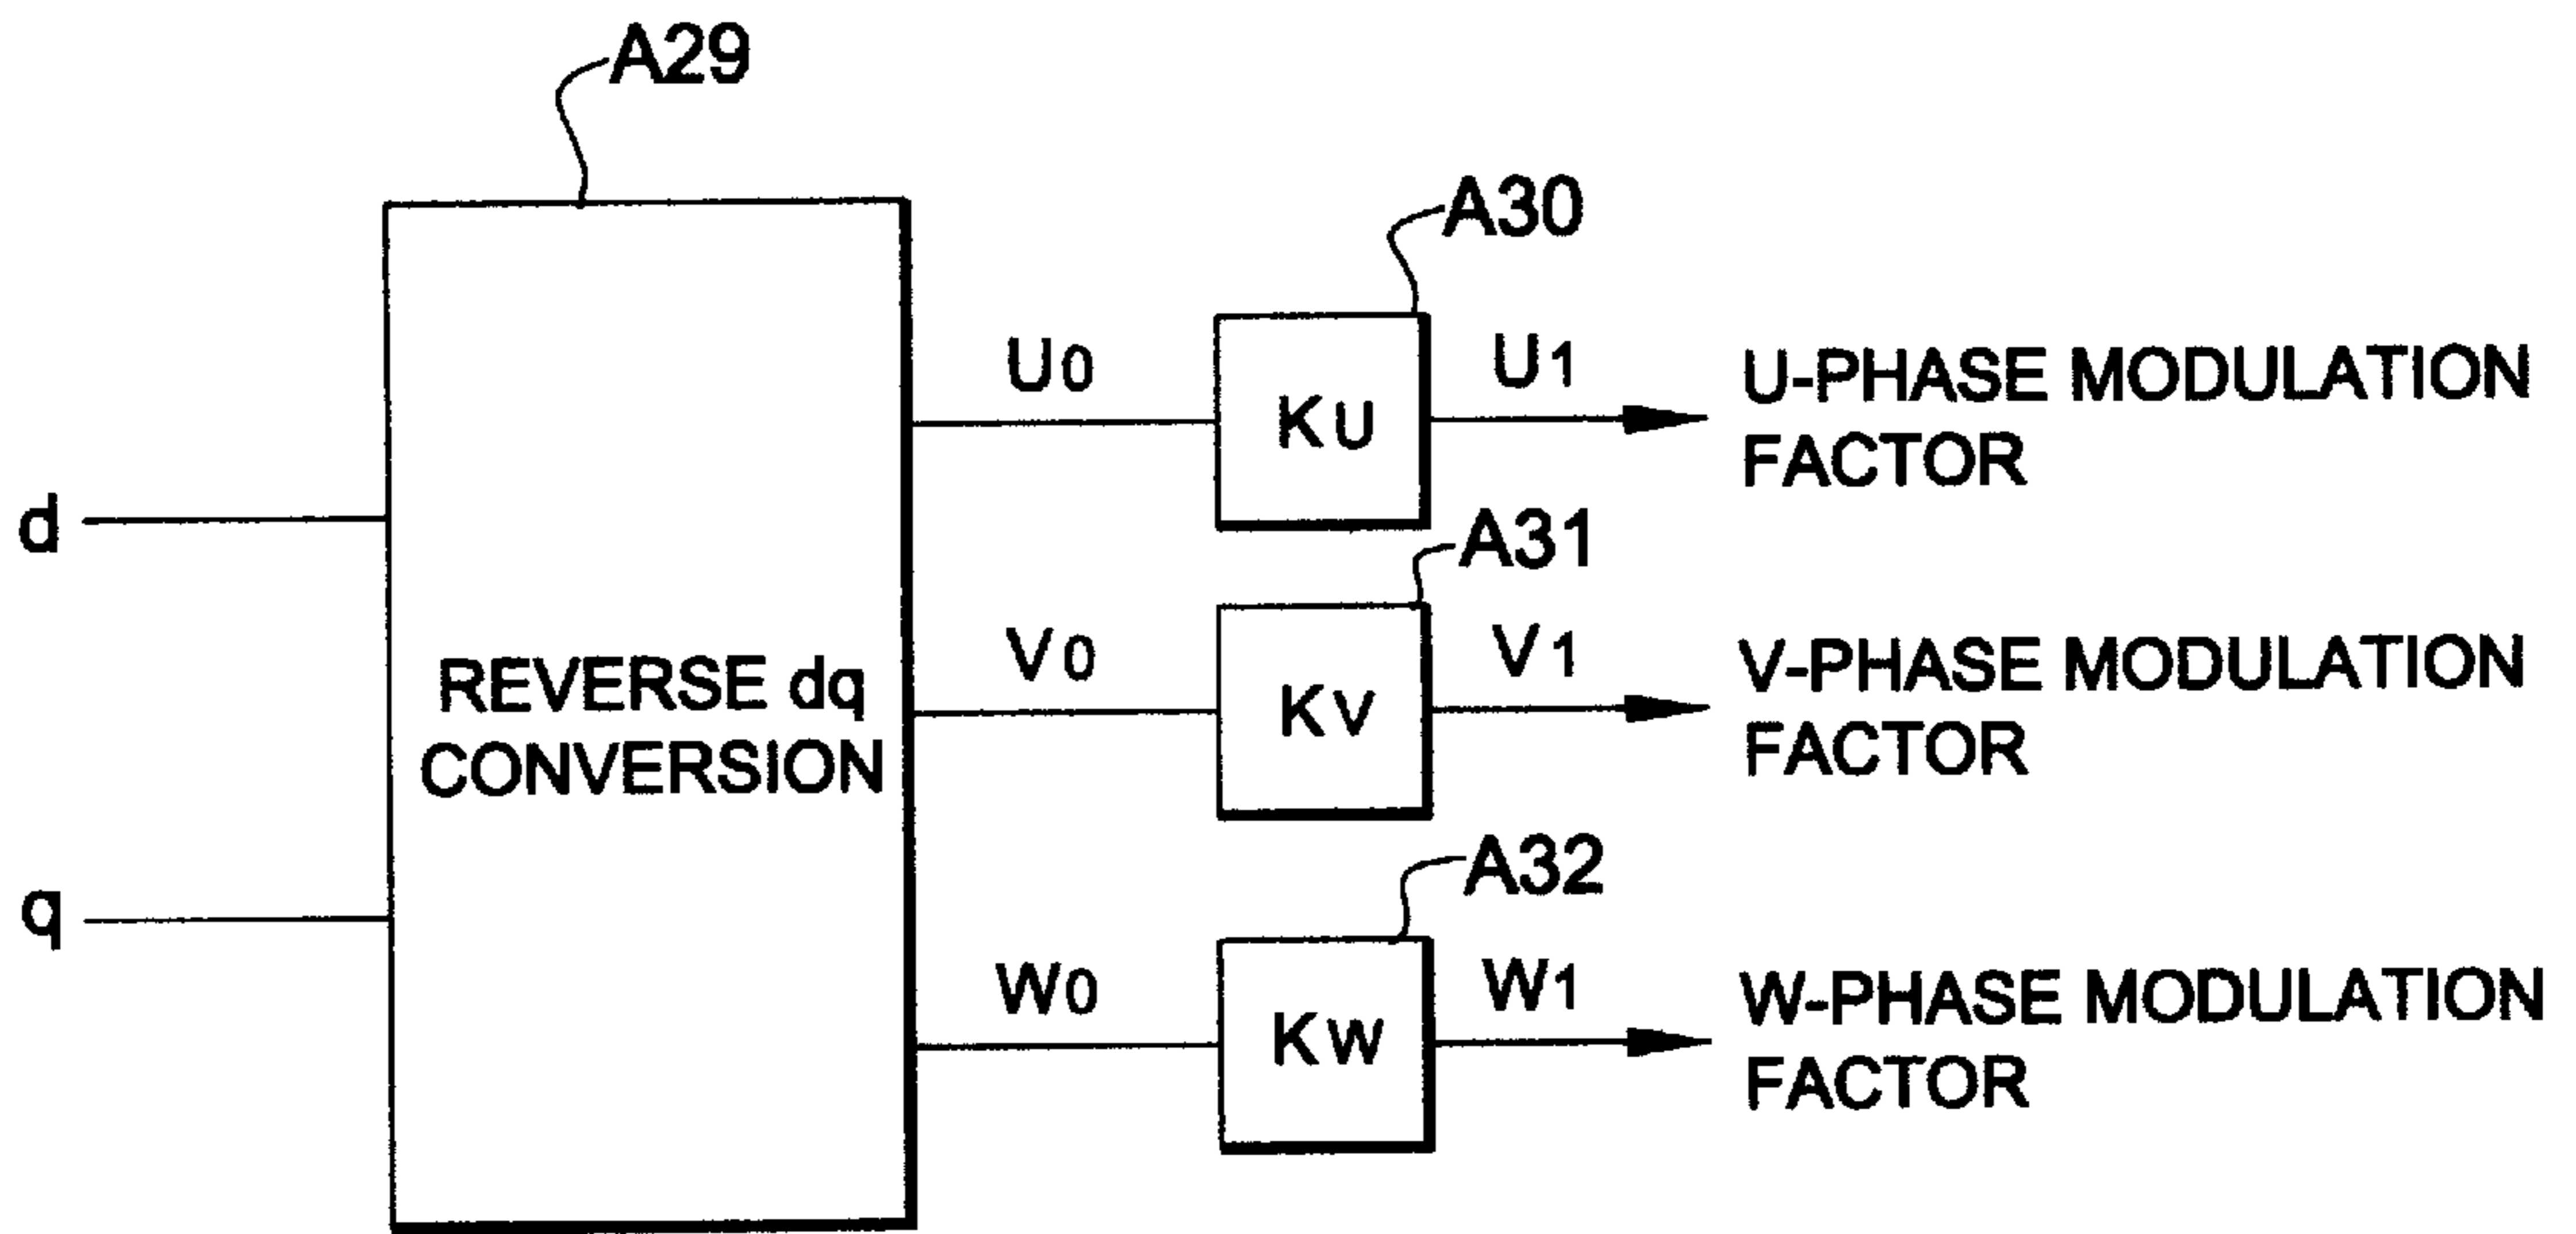 A29
A30
U0
KU
U1
U-PHASE MODULATION
FACTOR
d
A31
REVERSE dq
CONVERSION
V0
KV
V1
V-PHASE MODULATION
FACTOR
A32
q
W0
KW
W1
W-PHASE MODULATION
FACTOR